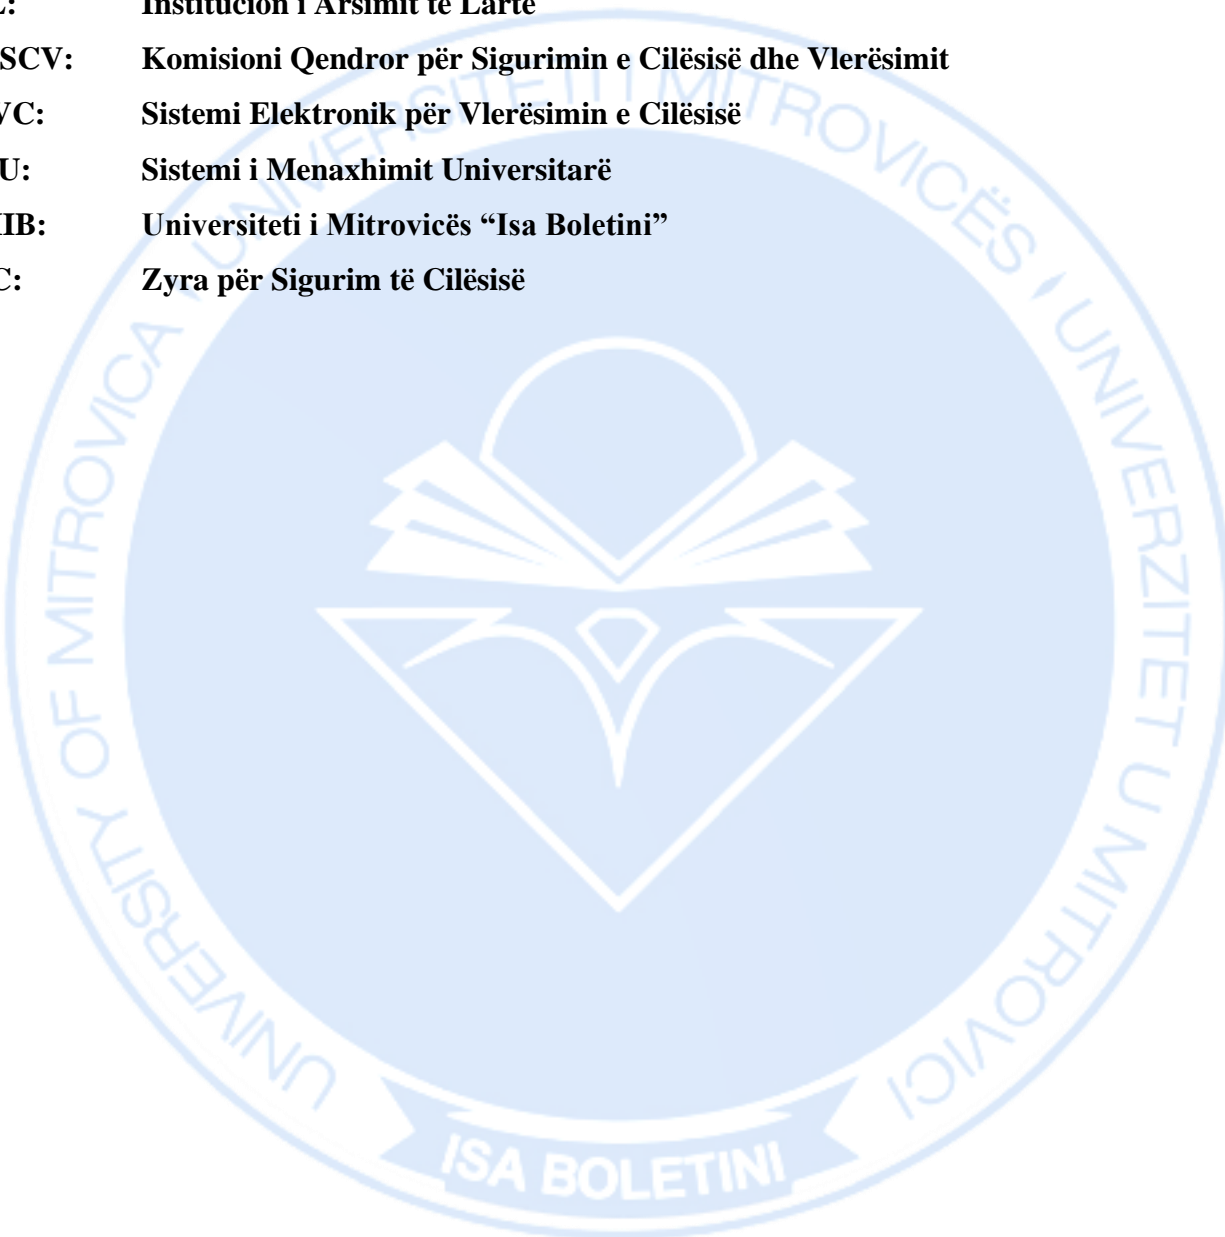 Institucion i Arsimit të Lartë
SCV: Komisioni Qendror për Sigurimin e Cilësisë dhe Vlerësimit
VC: Sistemi Elektronik për Vlerësimin e Cilësisë
U: Sistemi i Menaxhimit Universitarë
IB: Universiteti i Mitrovicës “Isa Boletini”
C: Zyra për Sigurim të Cilësisë
UNIVERSITETI I MITROVICËS
UNIVERZITET U MITROVICI
UNIVERSITY OF MITROVICA
ISA BOLETINI